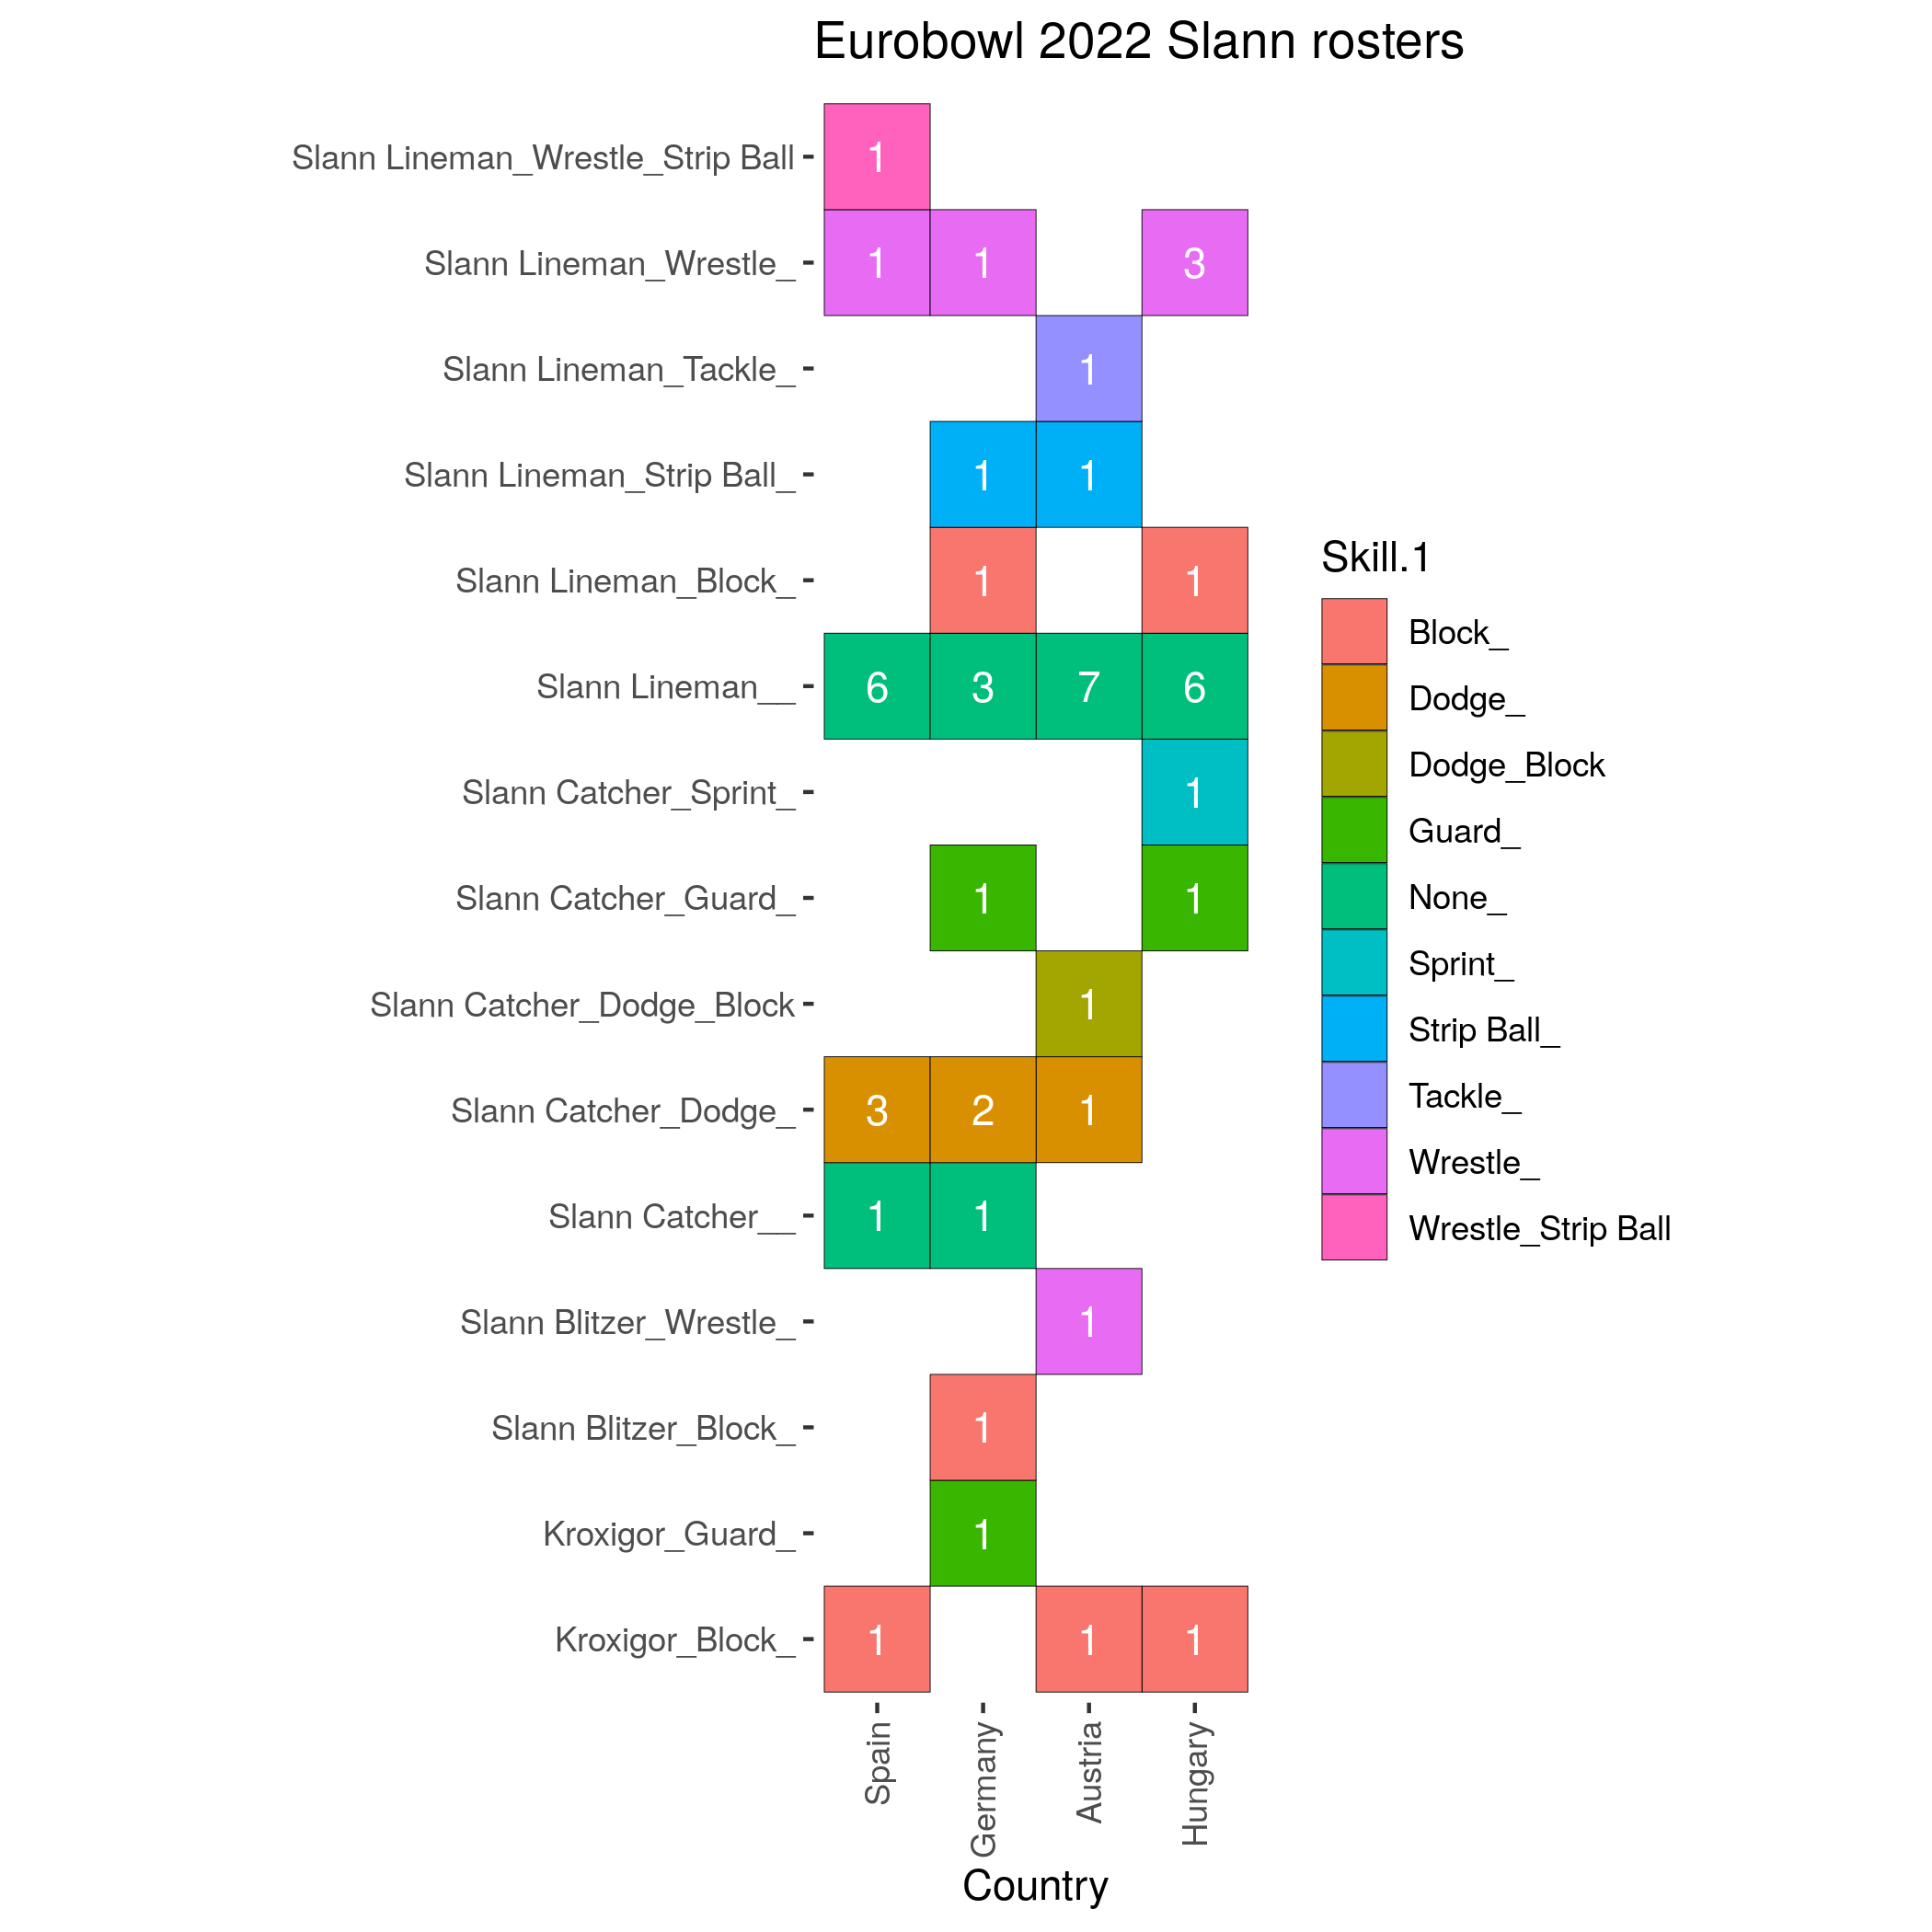 Eurobowl 2022 Slann rosters
Slann Lineman_Wrestle_Strip Ball 1
Slann Lineman_Wrestle_ 1 1 3
Slann Lineman_Tackle_ 1
Slann Lineman_Strip Ball_ 1 1
Slann Lineman_Block_ 1 1
Slann Lineman__ 6 3 7 6
Slann Catcher_Sprint_ 1
Slann Catcher_Guard_ 1 1
Slann Catcher_Dodge_Block 1
Slann Catcher_Dodge_ 3 2 1
Slann Catcher__ 1 1
Slann Blitzer_Wrestle_ 1
Slann Blitzer_Block_ 1
Kroxigor_Guard_ 1
Kroxigor_Block_ 1 1 1
Spain
Germany
Austria
Hungary
Country
Skill.1
Block_
Dodge_
Dodge_Block
Guard_
None_
Sprint_
Strip Ball_
Tackle_
Wrestle_
Wrestle_Strip Ball